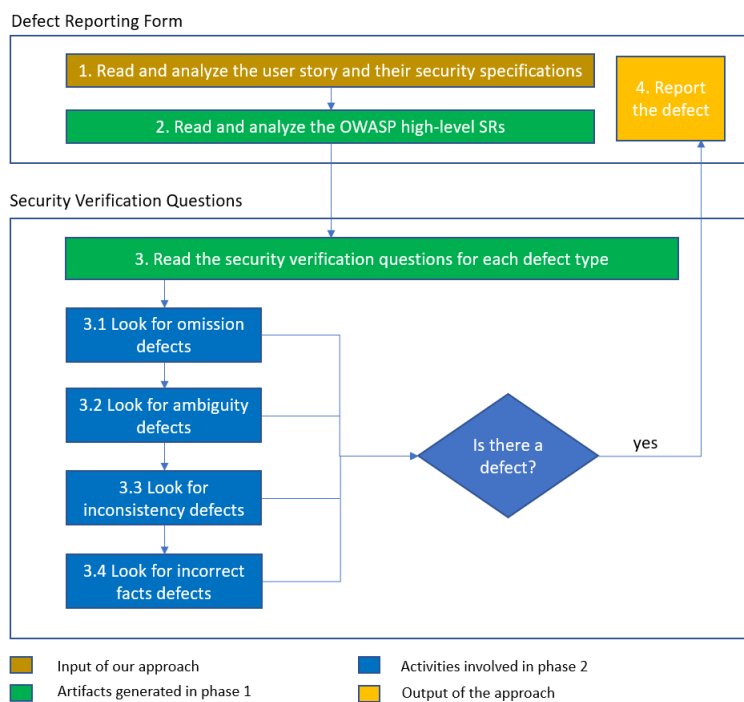 Defect Reporting Form
1. Read and analyze the user story and their security specifications
2. Read and analyze the OWASP high-level SRs
4. Report
the defect
Security Verification Questions
3. Read the security verification questions for each defect type
3.1 Look for omission
defects
3.2 Look for ambiguity
defects
3.3 Look for
inconsistency defects
3.4 Look for incorrect
facts defects
Is there a
defect?
yes
Input of our approach
Artifacts generated in phase 1
Activities involved in phase 2
Output of the approach